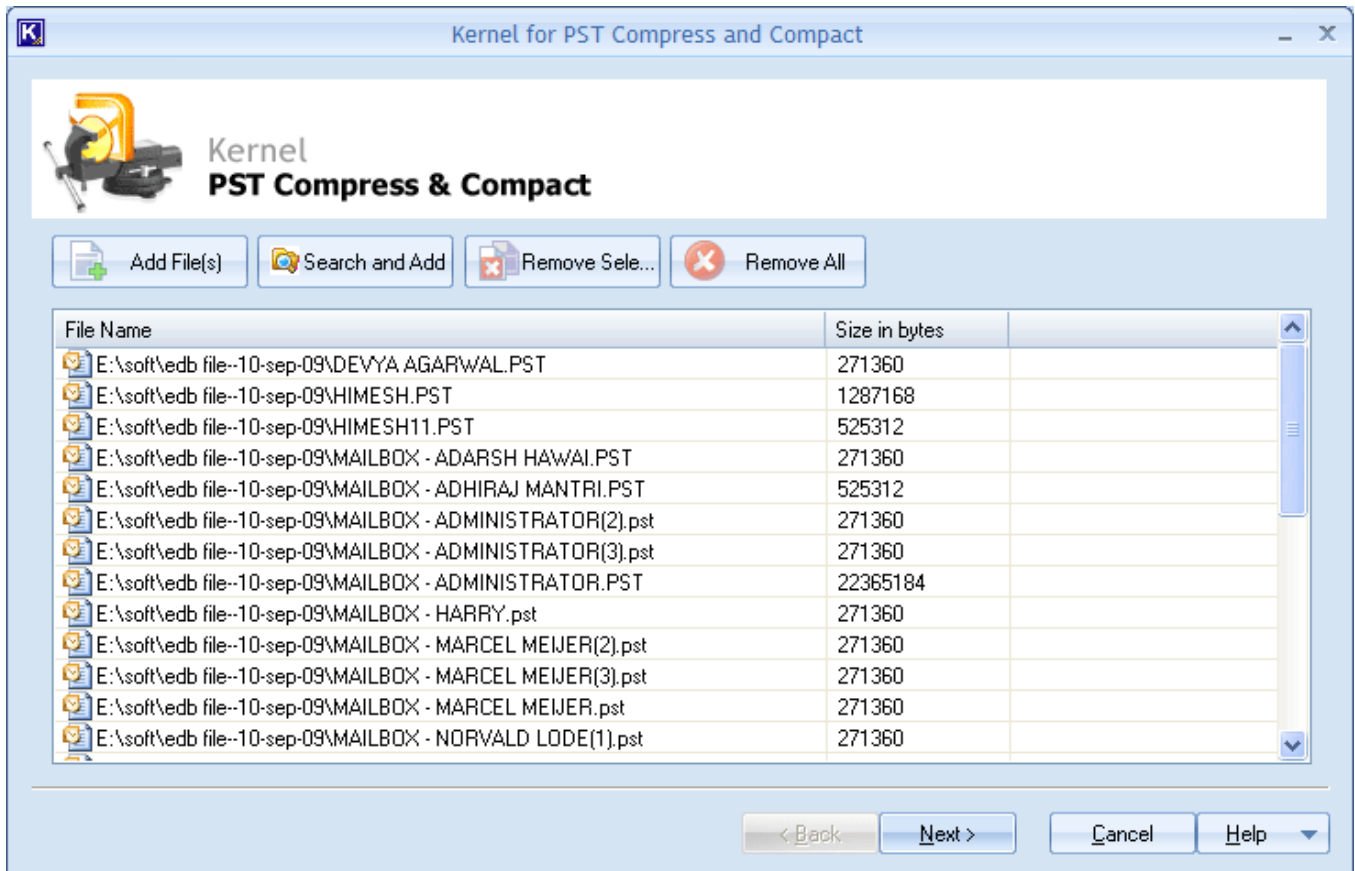 K
Kernel for PST Compress and Compact
Kernel
PST Compress & Compact
Add File(s) Search and Add Remove Sele... Remove All
File Name Size in bytes
E:\soft\edb file--10-sep-09\DEVYA AGARWAL.PST 271360
E:\soft\edb file--10-sep-09\HIMESH.PST 1287168
E:\soft\edb file--10-sep-09\HIMESH11.PST 525312
E:\soft\edb file--10-sep-09\MAILBOX - ADARSH HAWAI.PST 271360
E:\soft\edb file--10-sep-09\MAILBOX - ADHIRAJ MANTRI.PST 525312
E:\soft\edb file--10-sep-09\MAILBOX - ADMINISTRATOR(2).pst 271360
E:\soft\edb file--10-sep-09\MAILBOX - ADMINISTRATOR(3).pst 271360
E:\soft\edb file--10-sep-09\MAILBOX - ADMINISTRATOR.PST 22365184
E:\soft\edb file--10-sep-09\MAILBOX - HARRY.pst 271360
E:\soft\edb file--10-sep-09\MAILBOX - MARCEL MEIJER(2).pst 271360
E:\soft\edb file--10-sep-09\MAILBOX - MARCEL MEIJER(3).pst 271360
E:\soft\edb file--10-sep-09\MAILBOX - MARCEL MEIJER.pst 271360
E:\soft\edb file--10-sep-09\MAILBOX - NORVALD LODE(1).pst 271360
< Back Next > Cancel Help